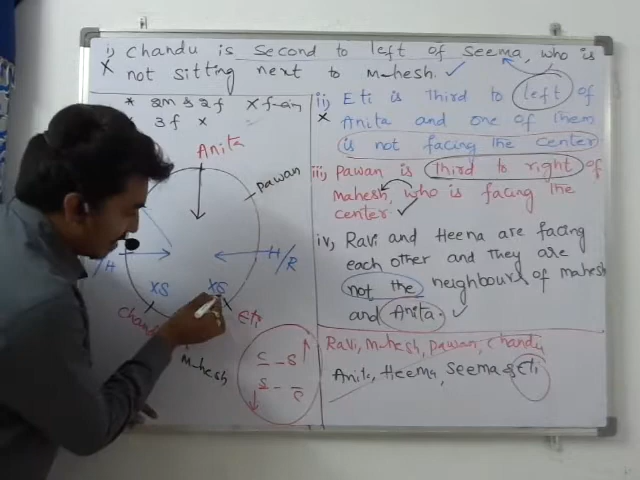 i) Chandu is second to left of Seema, who is
X not sitting next to Mahesh. ✓
* 2m & 2f X f-ain
3f x
ii) Eti is Third to left of
X Anita and one of Them
is not facing the center
iii) Pawan is third to right of
Mahesh, who is facing the
center ✓
iv) Ravi and Heena are facing
each other and They are
not the neighbour of mahesh
and Anita. ✓
Ravi, Mahesh, Pawan, Chandu
Anita, Heema, Seema & Eti
Anita
Pawan
/H
H/R
XS
XS
Eti
Mahesh
C - S
S - C